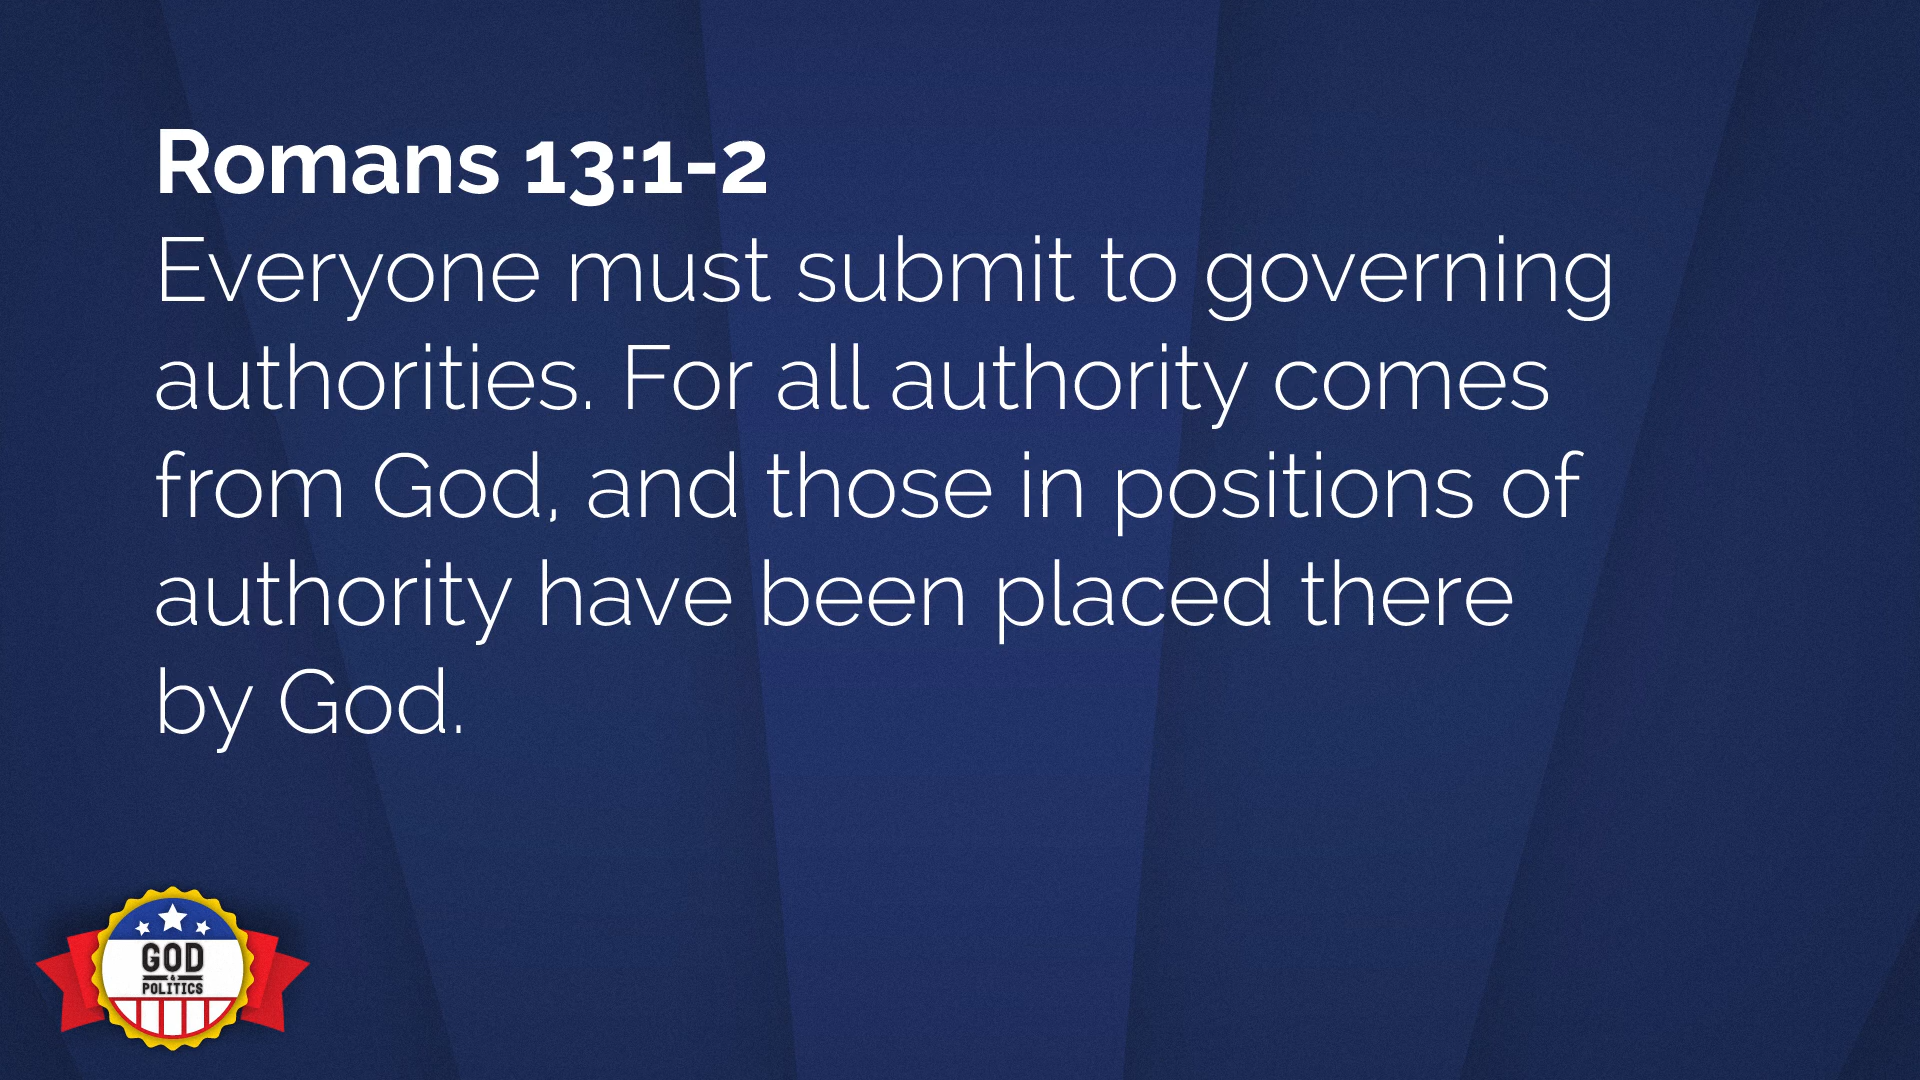 Romans 13:1-2
Everyone must submit to governing
authorities. For all authority comes
from God, and those in positions of
authority have been placed there
by God.
GOD
&
POLITICS